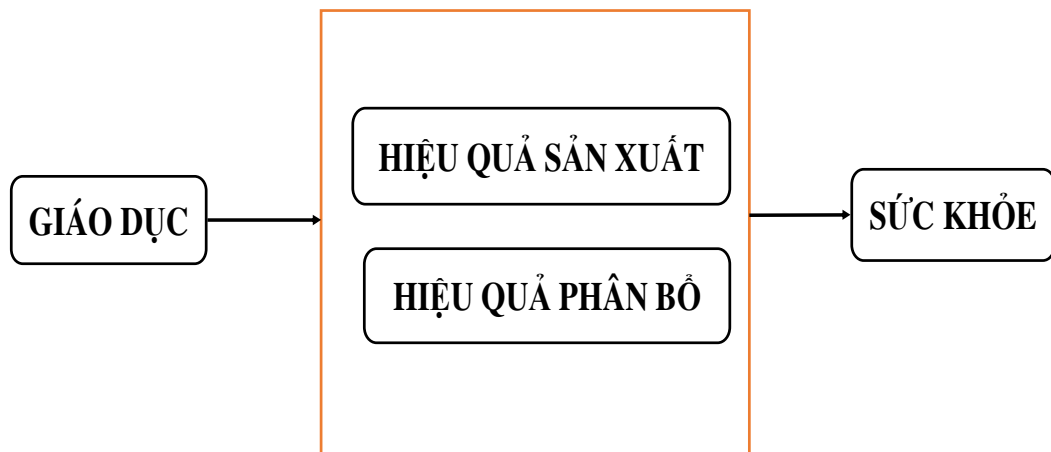 GIÁO DỤC
HIỆU QUẢ SẢN XUẤT
HIỆU QUẢ PHÂN BỔ
SỨC KHỎE